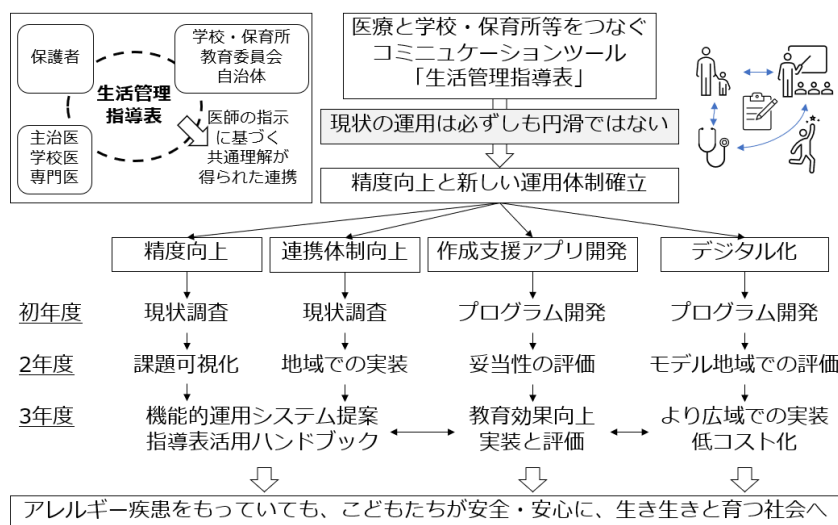 保護者
学校・保育所
教育委員会
自治体
生活管理
指導表
主治医
学校医
専門医
医師の指示
に基づく
共通理解が
得られた連携
医療と学校・保育所等をつなぐ
コミニュケーションツール
「生活管理指導表」
現状の運用は必ずしも円滑ではない
精度向上と新しい運用体制確立
精度向上
連携体制向上
作成支援アプリ開発
デジタル化
初年度
現状調査
現状調査
プログラム開発
プログラム開発
2年度
課題可視化
地域での実装
妥当性の評価
モデル地域での評価
3年度
機能的運用システム提案
指導表活用ハンドブック
教育効果向上
実装と評価
より広域での実装
低コスト化
アレルギー疾患をもっていても、こどもたちが安全・安心に、生き生きと育つ社会へ